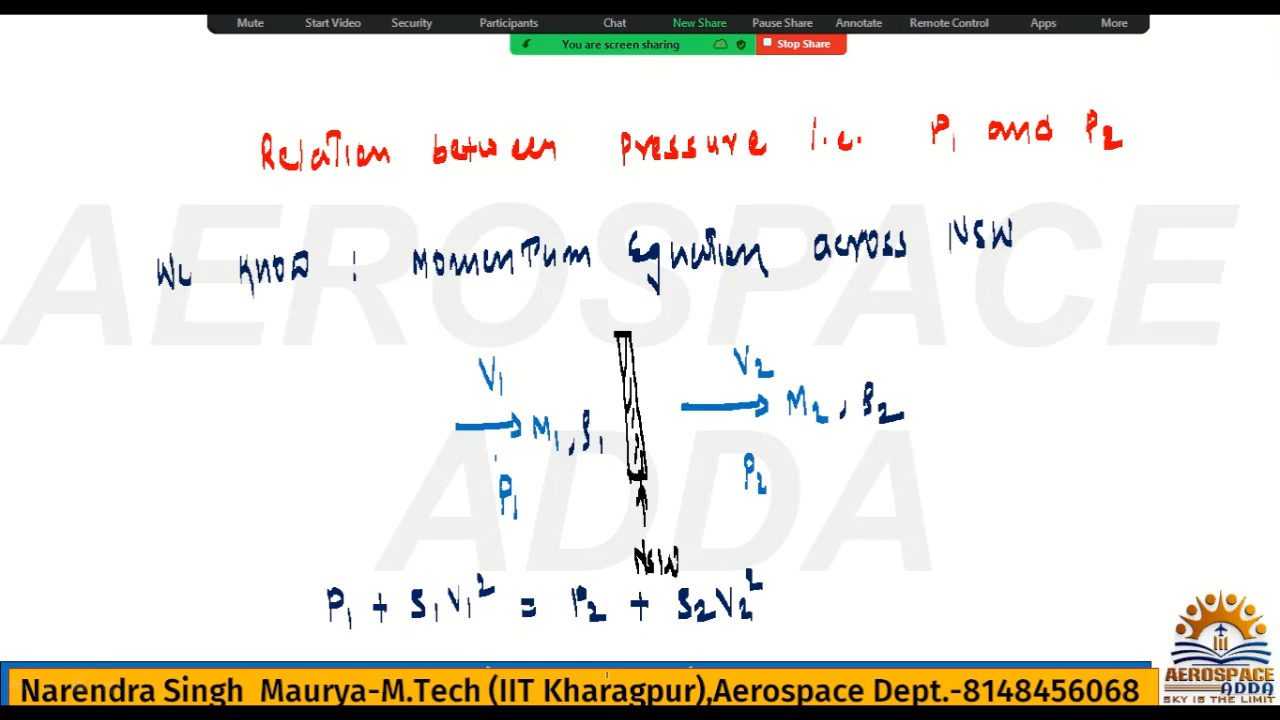 Mute Start Video Security Participants Chat New Share Pause Share Annotate Remote Control Apps More
You are screen sharing Stop Share
Relation between Pressure i.e. P₁ and P₂
We know : Momentum Equation across NSW
V₁ V₂
M₁, ρ₁ M₂, ρ₂
P₁ P₂
NSW
P₁ + ρ₁V₁² = P₂ + ρ₂V₂²
AEROSPACE
ADDA
Narendra Singh Maurya-M.Tech (IIT Kharagpur),Aerospace Dept.-8148456068
AEROSPACE
ADDA
SKY IS THE LIMIT